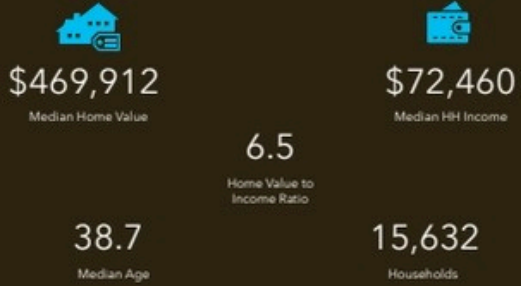 $469,912
Median Home Value
$72,460
Median HH Income
6.5
Home Value to
Income Ratio
38.7
Median Age
15,632
Households